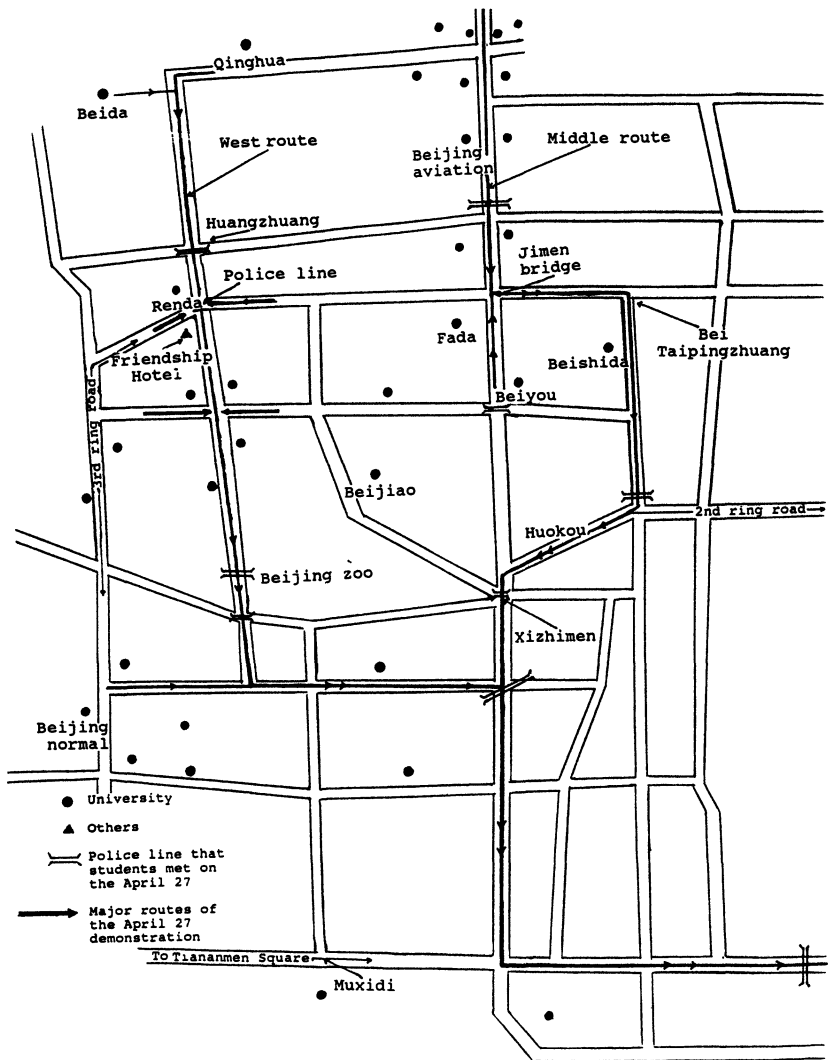 Qinghua
Beida
West route
Beijing
aviation
Middle route
Huangzhuang
Jimen
bridge
Police line
Renda
Friendship
Hotel
Fada
Bei
Taipingzhuang
Beishida
Beiyou
3rd ring road
Beijiao
2nd ring road
Huokou
Beijing zoo
Xizhimen
Beijing
normal
University
Others
Police line that
students met on
the April 27
Major routes of
the April 27
demonstration
To Tiananmen Square
Muxidi